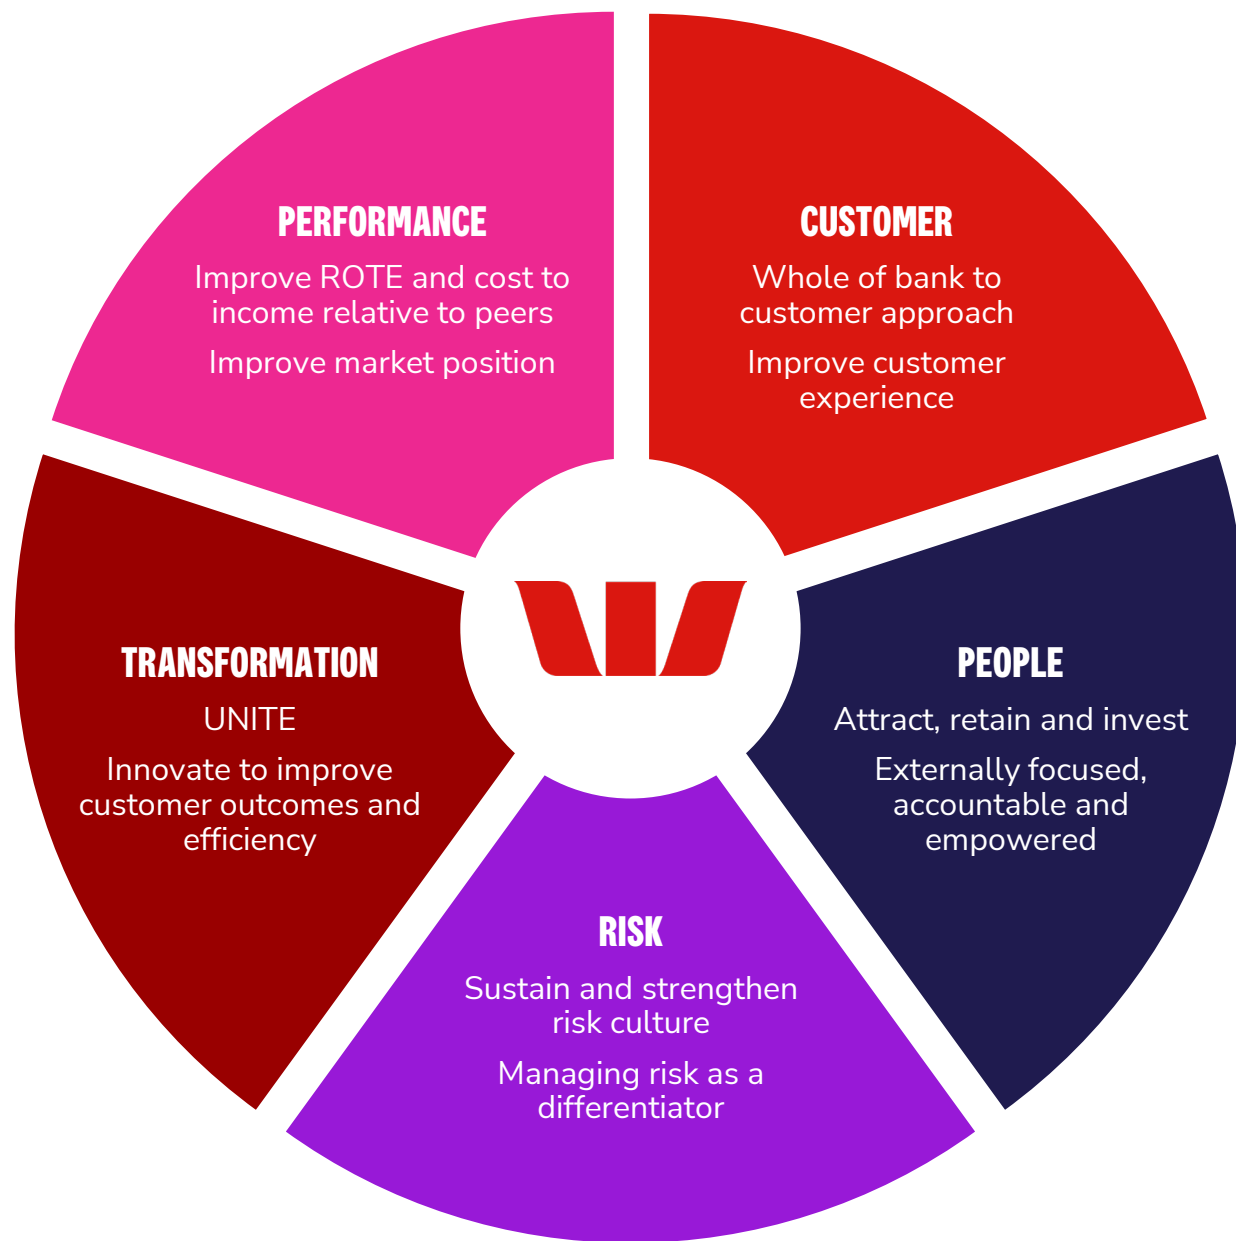 PERFORMANCE
Improve ROTE and cost to
income relative to peers
Improve market position
CUSTOMER
Whole of bank to
customer approach
Improve customer
experience
TRANSFORMATION
UNITE
Innovate to improve
customer outcomes and
efficiency
PEOPLE
Attract, retain and invest
Externally focused,
accountable and
empowered
RISK
Sustain and strengthen
risk culture
Managing risk as a
differentiator